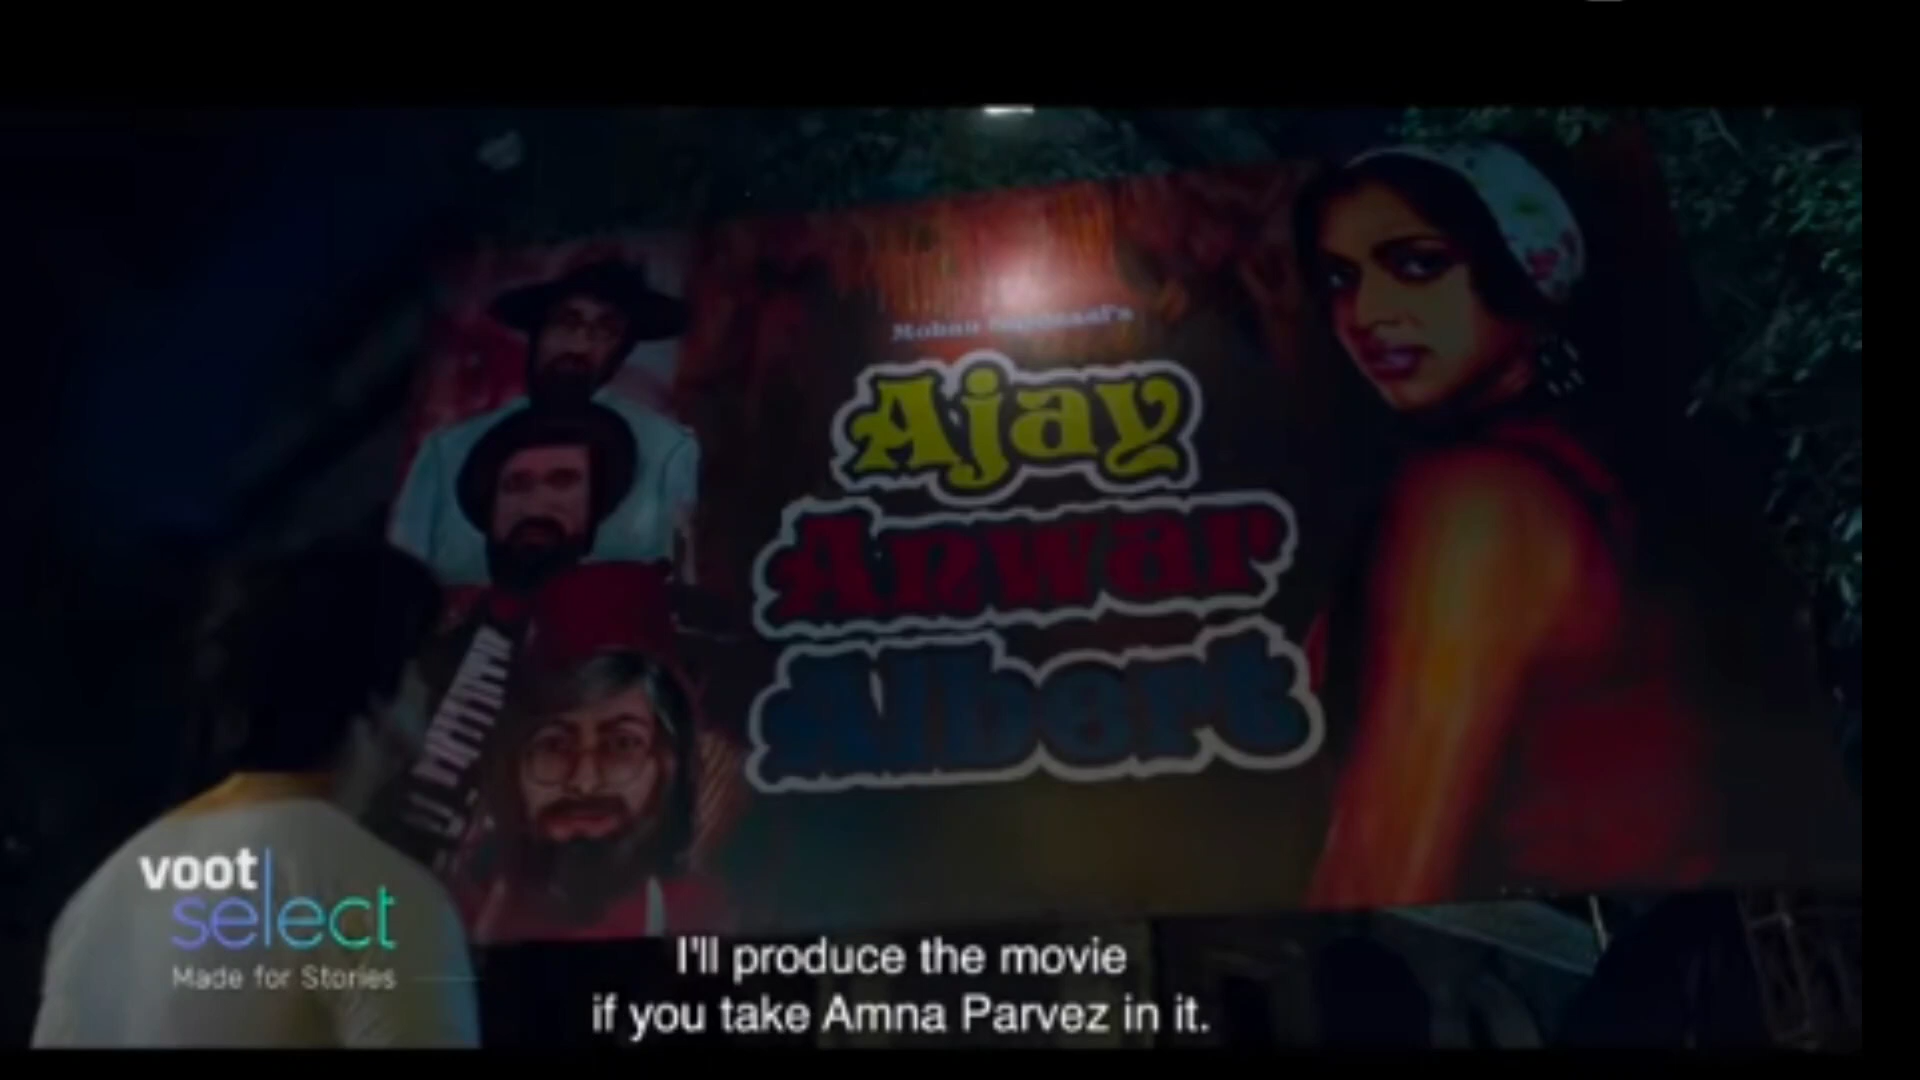 Ajay
Anwar
Albert
voot
select
Made for Stories
I'll produce the movie
if you take Amna Parvez in it.